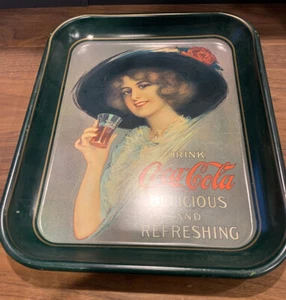 DRINK
Coca-Cola
DELICIOUS
AND
REFRESHING